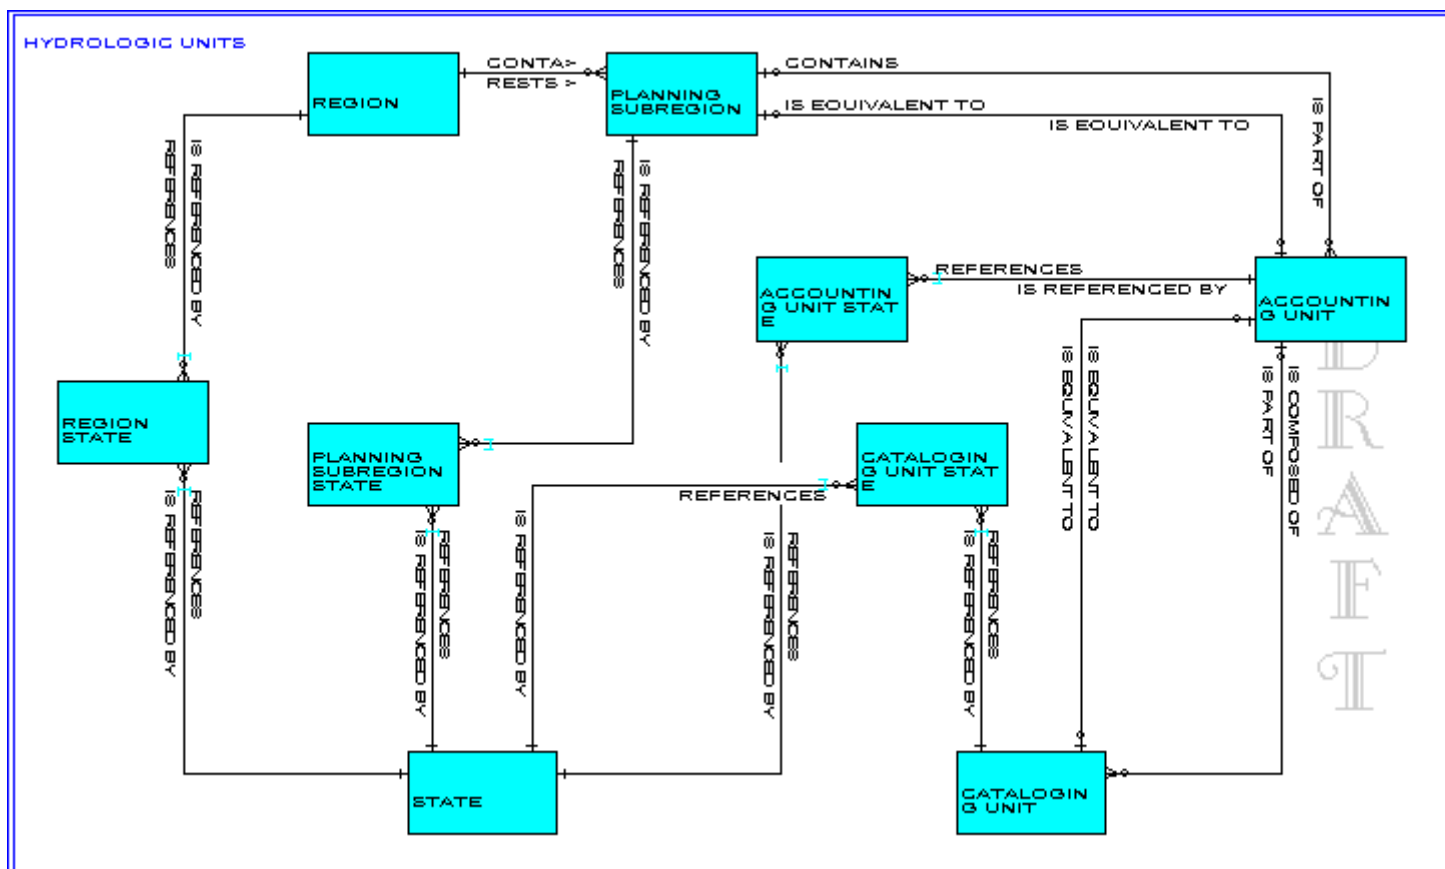 HYDROLOGIC UNITS
REGION
CONTA>
RESTS >
PLANNING
SUBREGION
CONTAINS
IS EQUIVALENT TO
IS EQUIVALENT TO
IS PART OF
IS REFERENCED BY
REFERENCES
IS REFERENCED BY
REFERENCES
ACCOUNTIN
G UNIT STAT
E
REFERENCES
IS REFERENCED BY
ACCOUNTIN
G UNIT
REGION
STATE
PLANNING
SUBREGION
STATE
CATALOGIN
G UNIT STAT
E
IS EQUIVALENT TO
IS EQUIVALENT TO
IS COMPOSED OF
IS PART OF
REFERENCES
IS REFERENCED BY
REFERENCES
IS REFERENCED BY
REFERENCES
IS REFERENCED BY
REFERENCES
IS REFERENCED BY
REFERENCES
IS REFERENCED BY
STATE
CATALOGIN
G UNIT
DRAFT